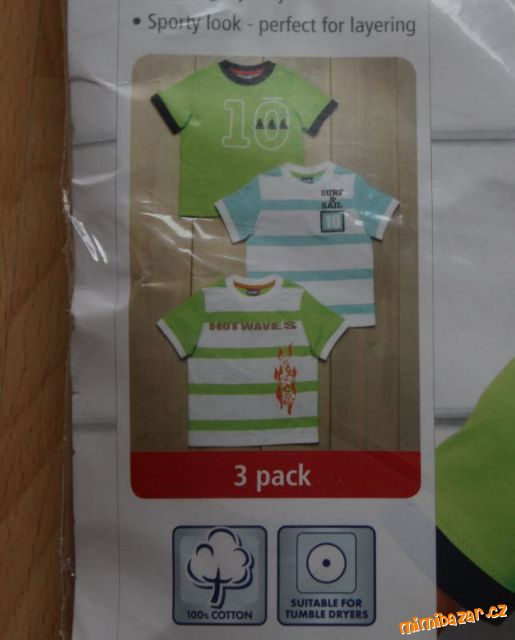 • Sporty look - perfect for layering
10
SURF
&
SAIL
10
HOTWAVES
3 pack
100% COTTON
SUITABLE FOR
TUMBLE DRYERS
mimibazar.cz